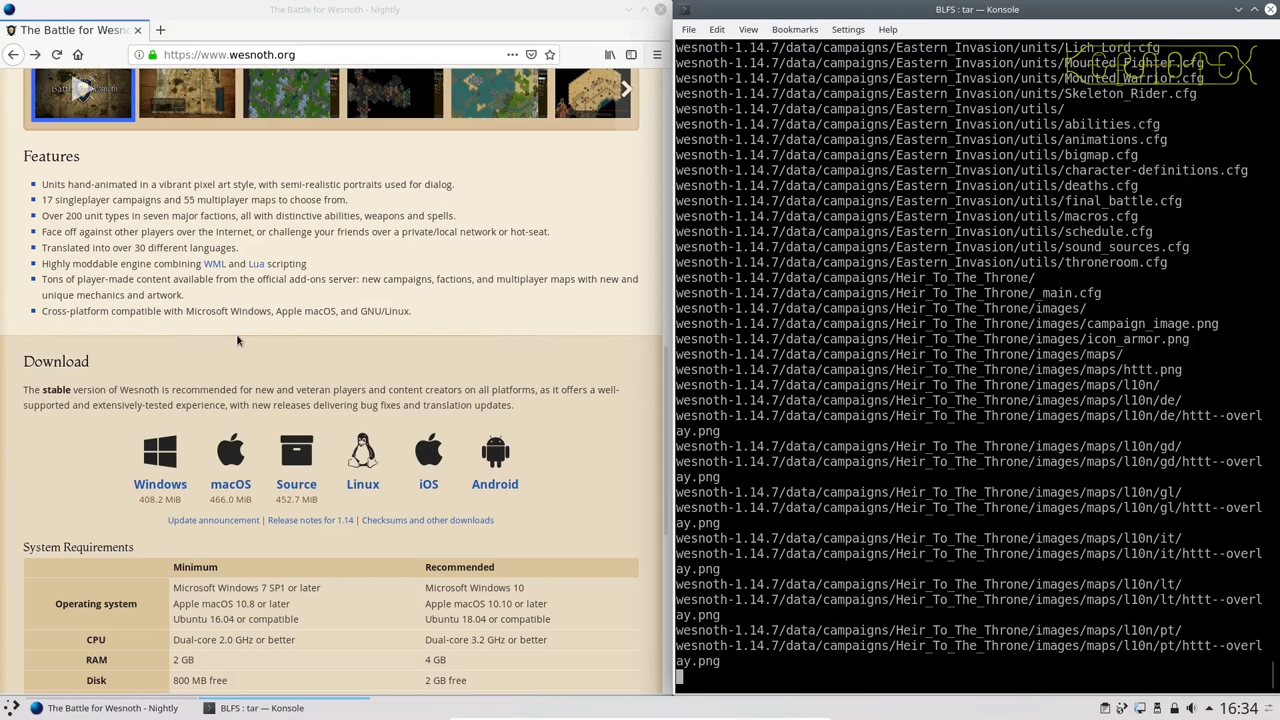 The Battle for Wesnoth - Nightly
The Battle for Wesn
https://www.wesnoth.org
Features
Units hand-animated in a vibrant pixel art style, with semi-realistic portraits used for dialog.
17 singleplayer campaigns and 55 multiplayer maps to choose from.
Over 200 unit types in seven major factions, all with distinctive abilities, weapons and spells.
Face off against other players over the Internet, or challenge your friends over a private/local network or hot-seat.
Translated into over 30 different languages.
Highly moddable engine combining WML and Lua scripting
Tons of player-made content available from the official add-ons server: new campaigns, factions, and multiplayer maps with new and
unique mechanics and artwork.
Cross-platform compatible with Microsoft Windows, Apple macOS, and GNU/Linux.
Download
The stable version of Wesnoth is recommended for new and veteran players and content creators on all platforms, as it offers a well-
supported and extensively-tested experience, with new releases delivering bug fixes and translation updates.
Windows macOS Source Linux iOS Android
408.2 MiB 466.0 MiB 452.7 MiB
Update announcement | Release notes for 1.14 | Checksums and other downloads
System Requirements
Minimum Recommended
Operating system
Microsoft Windows 7 SP1 or later Microsoft Windows 10
Apple macOS 10.8 or later Apple macOS 10.10 or later
Ubuntu 16.04 or compatible Ubuntu 18.04 or compatible
CPU Dual-core 2.0 GHz or better Dual-core 3.2 GHz or better
RAM 2 GB 4 GB
Disk 800 MB free 2 GB free
BLFS : tar — Konsole
File Edit View Bookmarks Settings Help
wesnoth-1.14.7/data/campaigns/Eastern_Invasion/units/Lich_Lord.cfg
wesnoth-1.14.7/data/campaigns/Eastern_Invasion/units/Mounted_Fighter.cfg
wesnoth-1.14.7/data/campaigns/Eastern_Invasion/units/Mounted_Warrior.cfg
wesnoth-1.14.7/data/campaigns/Eastern_Invasion/units/Skeleton_Rider.cfg
wesnoth-1.14.7/data/campaigns/Eastern_Invasion/utils/
wesnoth-1.14.7/data/campaigns/Eastern_Invasion/utils/abilities.cfg
wesnoth-1.14.7/data/campaigns/Eastern_Invasion/utils/animations.cfg
wesnoth-1.14.7/data/campaigns/Eastern_Invasion/utils/bigmap.cfg
wesnoth-1.14.7/data/campaigns/Eastern_Invasion/utils/character-definitions.cfg
wesnoth-1.14.7/data/campaigns/Eastern_Invasion/utils/deaths.cfg
wesnoth-1.14.7/data/campaigns/Eastern_Invasion/utils/final_battle.cfg
wesnoth-1.14.7/data/campaigns/Eastern_Invasion/utils/macros.cfg
wesnoth-1.14.7/data/campaigns/Eastern_Invasion/utils/schedule.cfg
wesnoth-1.14.7/data/campaigns/Eastern_Invasion/utils/sound_sources.cfg
wesnoth-1.14.7/data/campaigns/Eastern_Invasion/utils/throneroom.cfg
wesnoth-1.14.7/data/campaigns/Heir_To_The_Throne/
wesnoth-1.14.7/data/campaigns/Heir_To_The_Throne/_main.cfg
wesnoth-1.14.7/data/campaigns/Heir_To_The_Throne/images/
wesnoth-1.14.7/data/campaigns/Heir_To_The_Throne/images/campaign_image.png
wesnoth-1.14.7/data/campaigns/Heir_To_The_Throne/images/icon_armor.png
wesnoth-1.14.7/data/campaigns/Heir_To_The_Throne/images/maps/
wesnoth-1.14.7/data/campaigns/Heir_To_The_Throne/images/maps/httt.png
wesnoth-1.14.7/data/campaigns/Heir_To_The_Throne/images/maps/l10n/
wesnoth-1.14.7/data/campaigns/Heir_To_The_Throne/images/maps/l10n/de/
wesnoth-1.14.7/data/campaigns/Heir_To_The_Throne/images/maps/l10n/de/httt--overl
ay.png
wesnoth-1.14.7/data/campaigns/Heir_To_The_Throne/images/maps/l10n/gd/
wesnoth-1.14.7/data/campaigns/Heir_To_The_Throne/images/maps/l10n/gd/httt--overl
ay.png
wesnoth-1.14.7/data/campaigns/Heir_To_The_Throne/images/maps/l10n/gl/
wesnoth-1.14.7/data/campaigns/Heir_To_The_Throne/images/maps/l10n/gl/httt--overl
ay.png
wesnoth-1.14.7/data/campaigns/Heir_To_The_Throne/images/maps/l10n/it/
wesnoth-1.14.7/data/campaigns/Heir_To_The_Throne/images/maps/l10n/it/httt--overl
ay.png
wesnoth-1.14.7/data/campaigns/Heir_To_The_Throne/images/maps/l10n/lt/
wesnoth-1.14.7/data/campaigns/Heir_To_The_Throne/images/maps/l10n/lt/httt--overl
ay.png
wesnoth-1.14.7/data/campaigns/Heir_To_The_Throne/images/maps/l10n/pt/
wesnoth-1.14.7/data/campaigns/Heir_To_The_Throne/images/maps/l10n/pt/httt--overl
ay.png
The Battle for Wesnoth - Nightly
BLFS : tar — Konsole
16:34